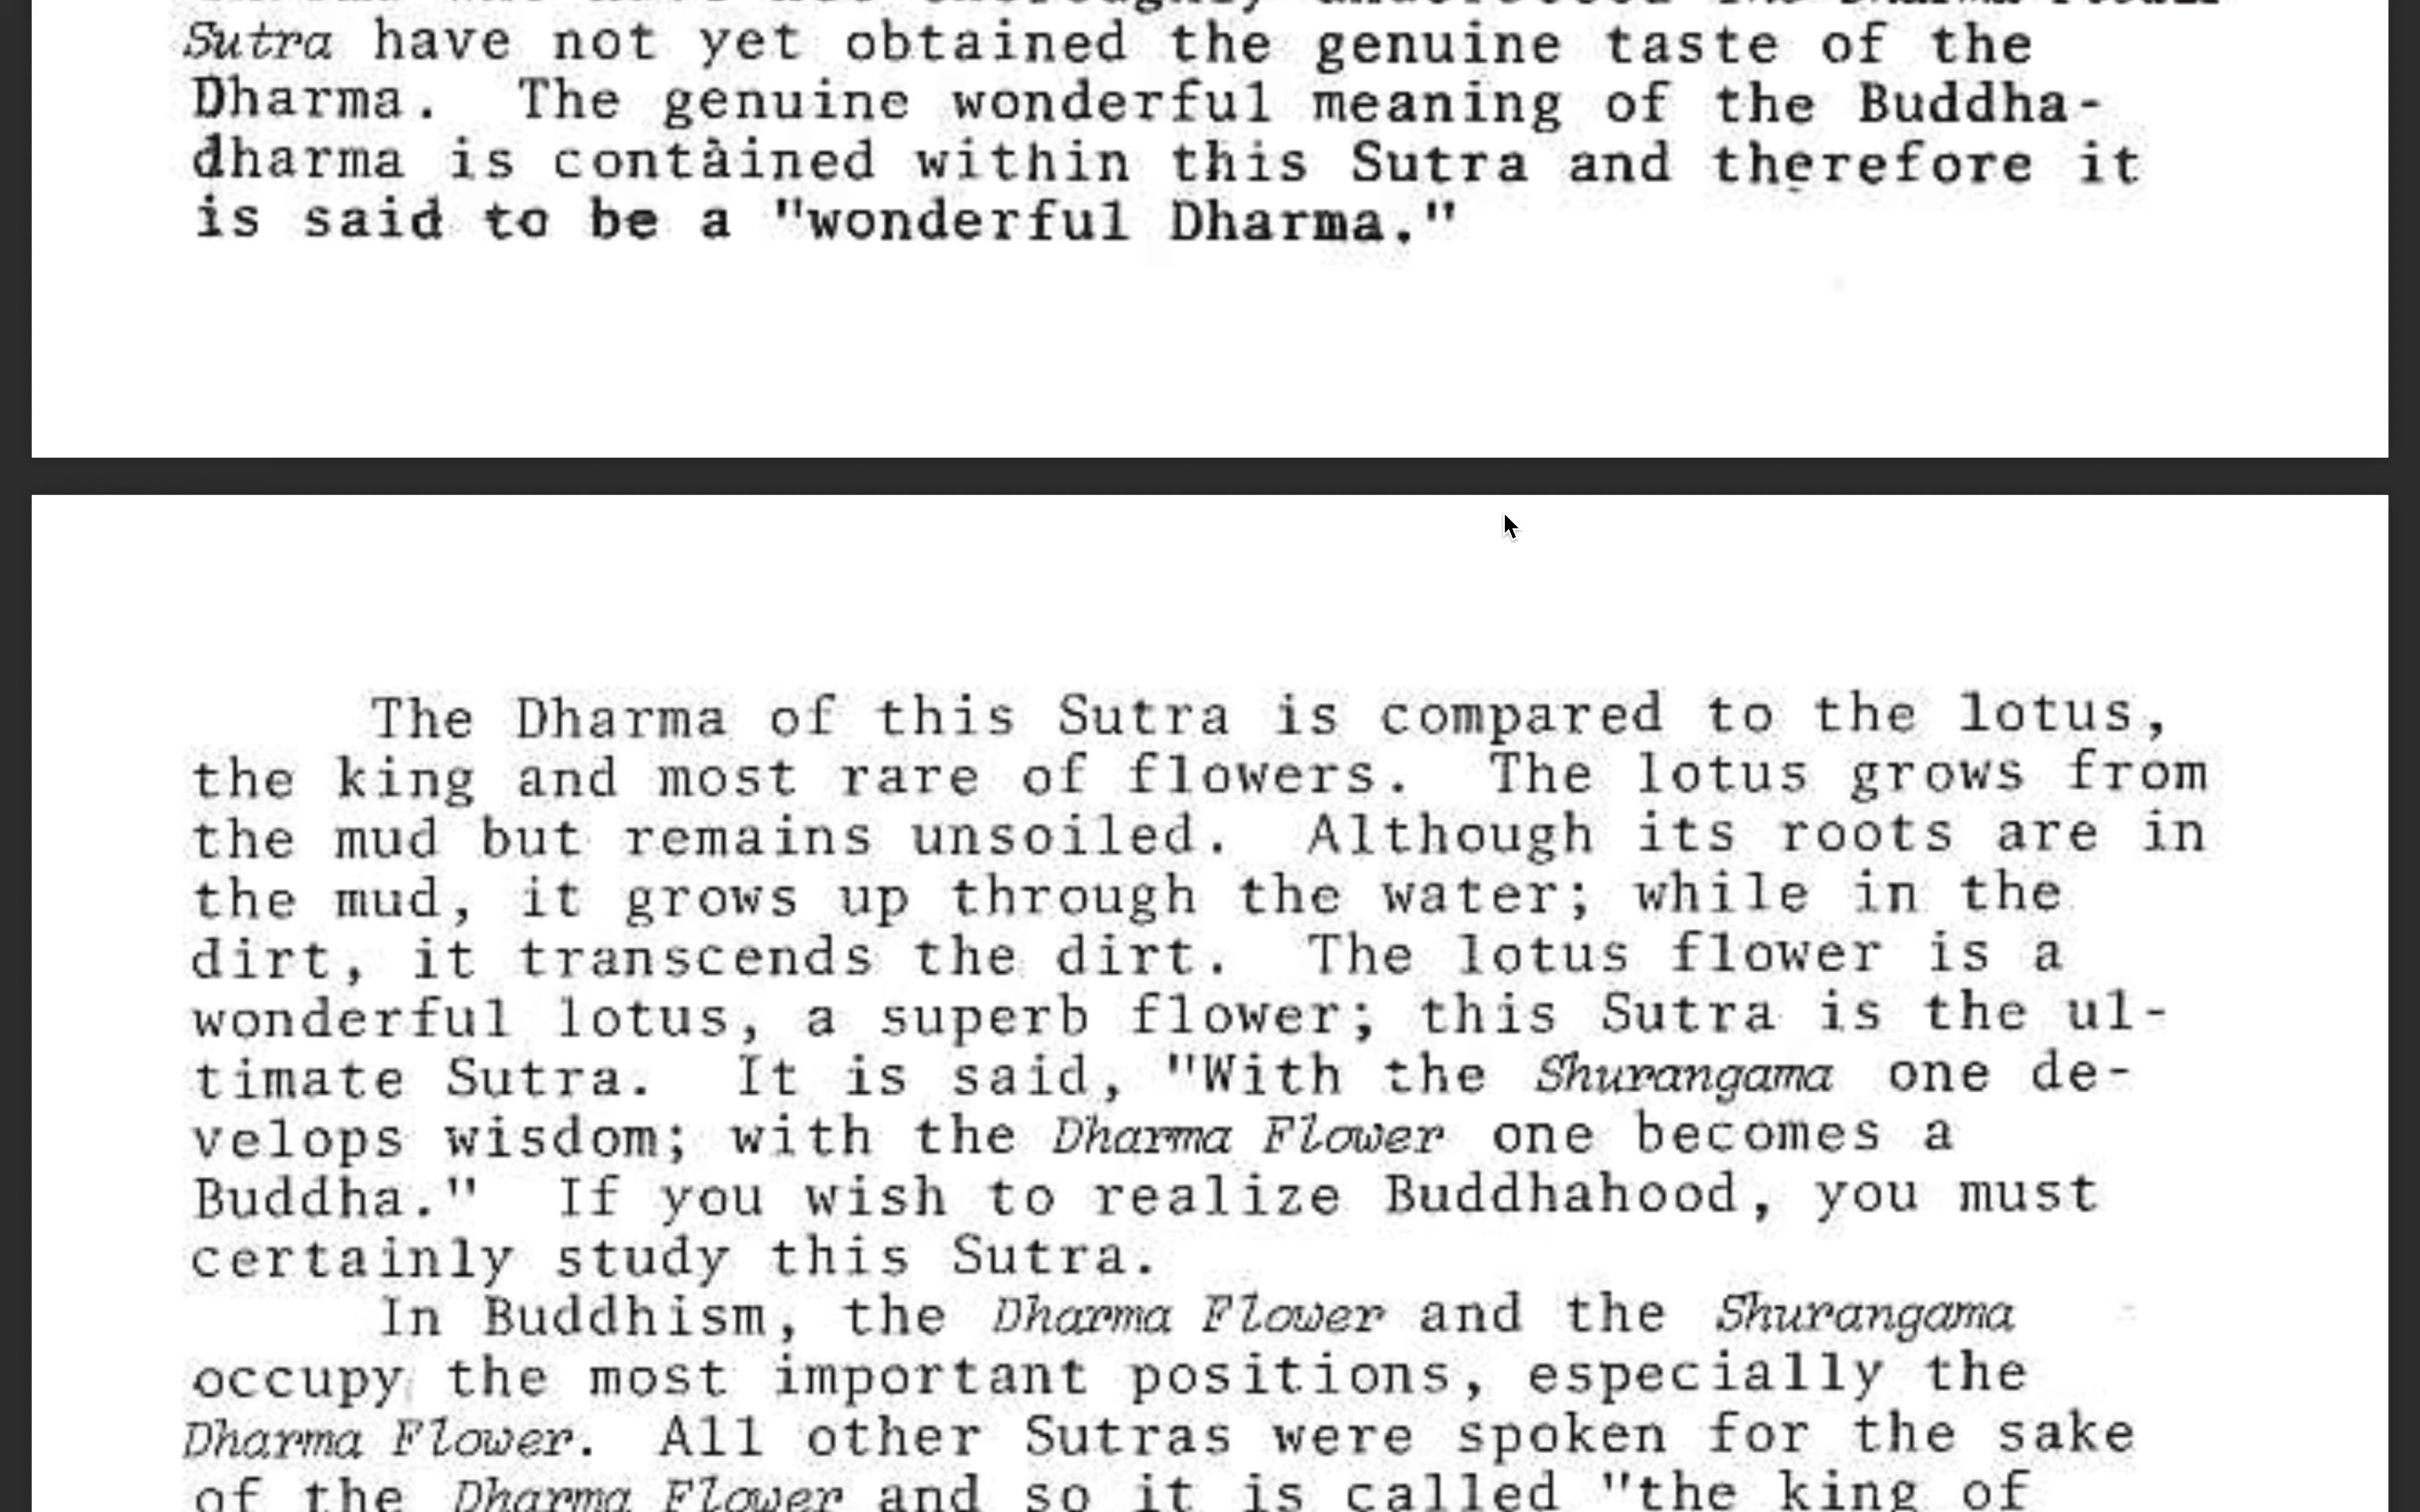 Sutra have not yet obtained the genuine taste of the
Dharma. The genuine wonderful meaning of the Buddha-
dharma is contained within this Sutra and therefore it
is said to be a "wonderful Dharma."
The Dharma of this Sutra is compared to the lotus,
the king and most rare of flowers. The lotus grows from
the mud but remains unsoiled. Although its roots are in
the mud, it grows up through the water; while in the
dirt, it transcends the dirt. The lotus flower is a
wonderful lotus, a superb flower; this Sutra is the ul-
timate Sutra. It is said, "With the Shurangama one de-
velops wisdom; with the Dharma Flower one becomes a
Buddha." If you wish to realize Buddhahood, you must
certainly study this Sutra.
In Buddhism, the Dharma Flower and the Shurangama
occupy the most important positions, especially the
Dharma Flower. All other Sutras were spoken for the sake
of the Dharma Flower and so it is called "the king of